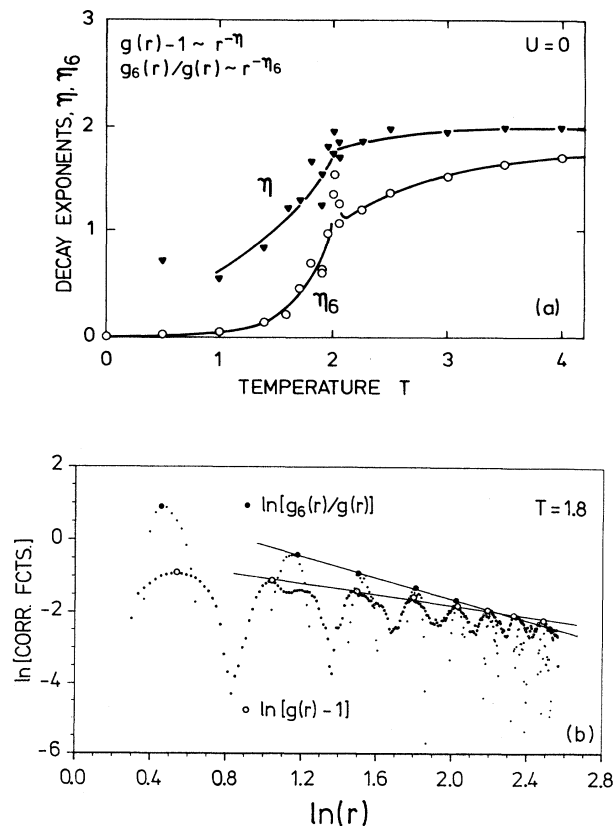 3
2
1
0
DECAY EXPONENTS, η, η₆
g(r)-1 ~ r^-η
g₆(r)/g(r) ~ r^-η₆
U=0
η
η₆
(a)
0 1 2 3 4
TEMPERATURE T
2
0
-2
-4
-6
ln[CORR. FCTS.]
• ln[g₆(r)/g(r)]
T=1.8
○ ln[g(r)-1]
(b)
0.0 0.4 0.8 1.2 1.6 2.0 2.4 2.8
ln(r)